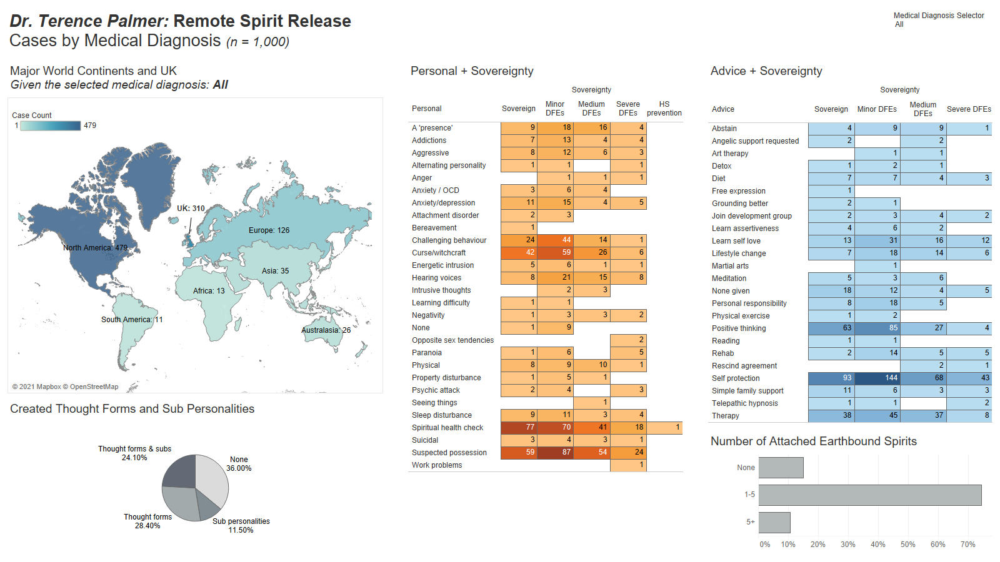 Dr. Terence Palmer: Remote Spirit Release
Cases by Medical Diagnosis (n = 1,000)
Medical Diagnosis Selector
All
Major World Continents and UK
Given the selected medical diagnosis: All
Case Count
1 479
UK: 310
Europe: 126
North America: 479
Asia: 35
Africa: 13
South America: 11
Australasia: 26
© 2021 Mapbox © OpenStreetMap
Created Thought Forms and Sub Personalities
Thought forms & subs
24.10%
None
36.00%
Thought forms
28.40%
Sub personalities
11.50%
Personal + Sovereignty
Sovereignty
Personal Sovereign Minor DFEs Medium DFEs Severe DFEs HS prevention
A 'presence' 9 18 16 4
Addictions 7 13 4 4
Aggressive 8 12 6 3
Alternating personality 1 1 1
Anger 1 1 1
Anxiety / OCD 3 6 4
Anxiety/depression 11 15 4 5
Attachment disorder 2 3
Bereavement 1
Challenging behaviour 24 44 14 1
Curse/witchcraft 42 59 26 6
Energetic intrusion 5 6 1 1
Hearing voices 8 21 15 8
Intrusive thoughts 2 3
Learning difficulty 1 1
Negativity 1 3 3 2
None 1 9
Opposite sex tendencies 2
Paranoia 1 6 5
Physical 8 9 10 1
Property disturbance 1 5 1
Psychic attack 2 4 3
Seeing things 1
Sleep disturbance 9 11 3 4
Spiritual health check 77 70 41 18 1
Suicidal 3 4 3 1
Suspected possession 59 87 54 24
Work problems 1
Advice + Sovereignty
Sovereignty
Advice Sovereign Minor DFEs Medium DFEs Severe DFEs
Abstain 4 9 9 1
Angelic support requested 2 2
Art therapy 1 1
Detox 1 2 1
Diet 7 7 4 3
Free expression 1
Grounding better 2 1
Join development group 2 3 4 2
Learn assertiveness 4 6 2
Learn self love 13 31 16 12
Lifestyle change 7 18 14 6
Martial arts 1
Meditation 5 3 6
None given 18 12 4 5
Personal responsibility 8 18 5
Physical exercise 1 2
Positive thinking 63 85 27 4
Reading 1 1
Rehab 2 14 5 5
Rescind agreement 2 1
Self protection 93 144 68 43
Simple family support 11 6 3 3
Telepathic hypnosis 1 1 2
Therapy 38 45 37 8
Number of Attached Earthbound Spirits
None
1-5
5+
0% 10% 20% 30% 40% 50% 60% 70%